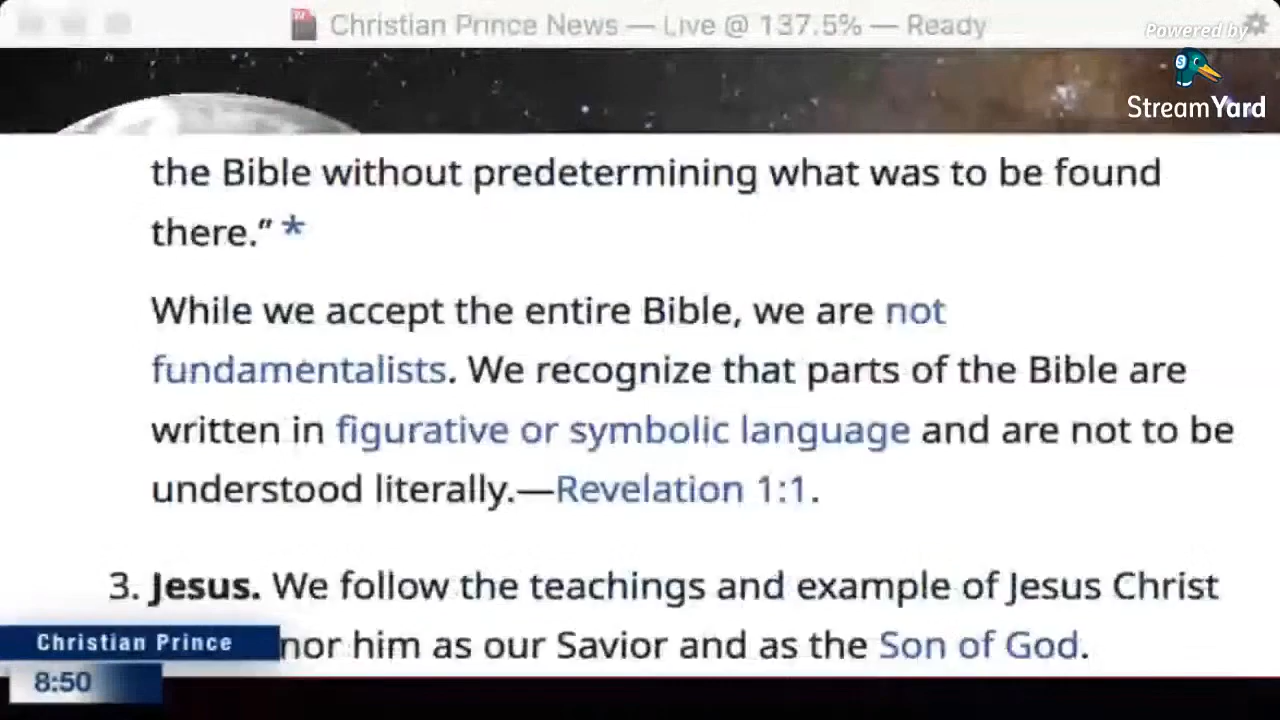 Christian Prince News — Live @ 137.5% — Ready
Powered by
StreamYard
the Bible without predetermining what was to be found
there.” *
While we accept the entire Bible, we are not
fundamentalists. We recognize that parts of the Bible are
written in figurative or symbolic language and are not to be
understood literally.—Revelation 1:1.
3. Jesus. We follow the teachings and example of Jesus Christ
nor him as our Savior and as the Son of God.
Christian Prince
8:50